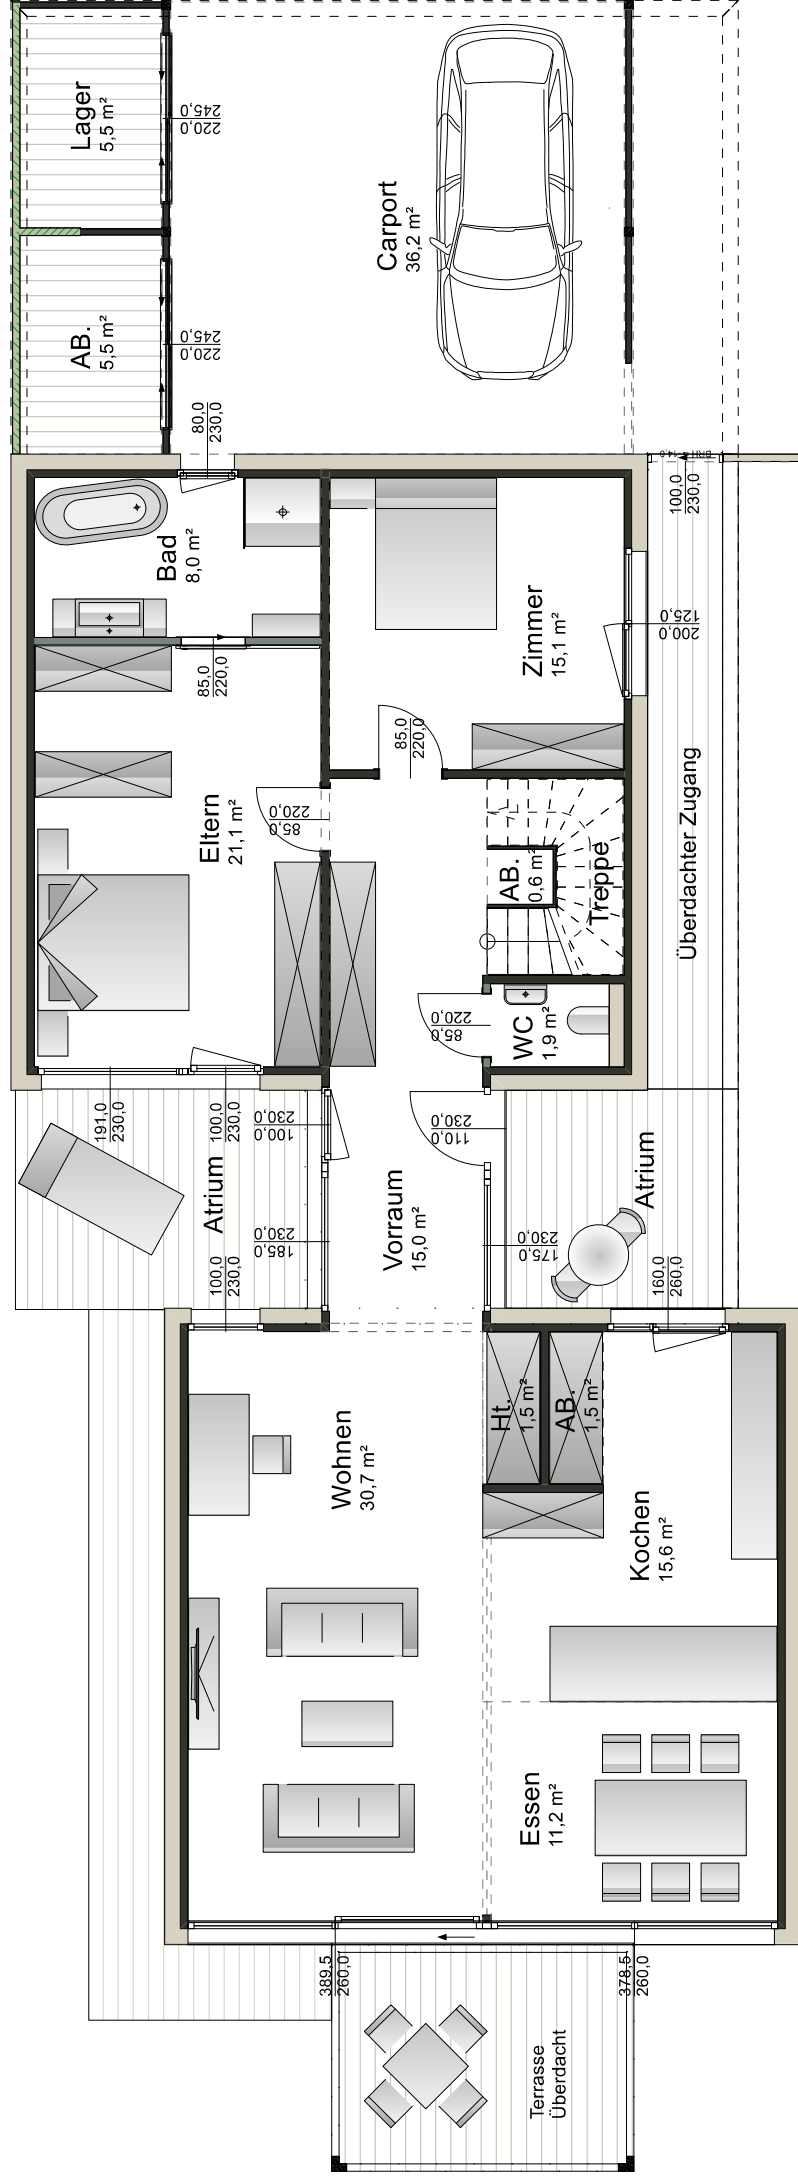 Lager
5,5 m²
245,0
220,0
Carport
36,2 m²
AB.
5,5 m²
245,0
220,0
80,0
230,0
100,0
230,0
Bad
8,0 m²
Zimmer
15,1 m²
125,0
200,0
85,0
220,0
85,0
220,0
Eltern
21,1 m²
220,0
85,0
AB.
0,6 m²
Treppe
Überdachter Zugang
220,0
85,0
WC
1,9 m²
191,0
230,0
100,0
230,0
230,0
100,0
230,0
110,0
Atrium
Vorraum
15,0 m²
Atrium
230,0
185,0
230,0
175,0
100,0
230,0
160,0
260,0
Wohnen
30,7 m²
Ht.
1,5 m²
AB.
1,5 m²
Kochen
15,6 m²
Essen
11,2 m²
389,5
260,0
378,5
260,0
Terrasse
Überdacht